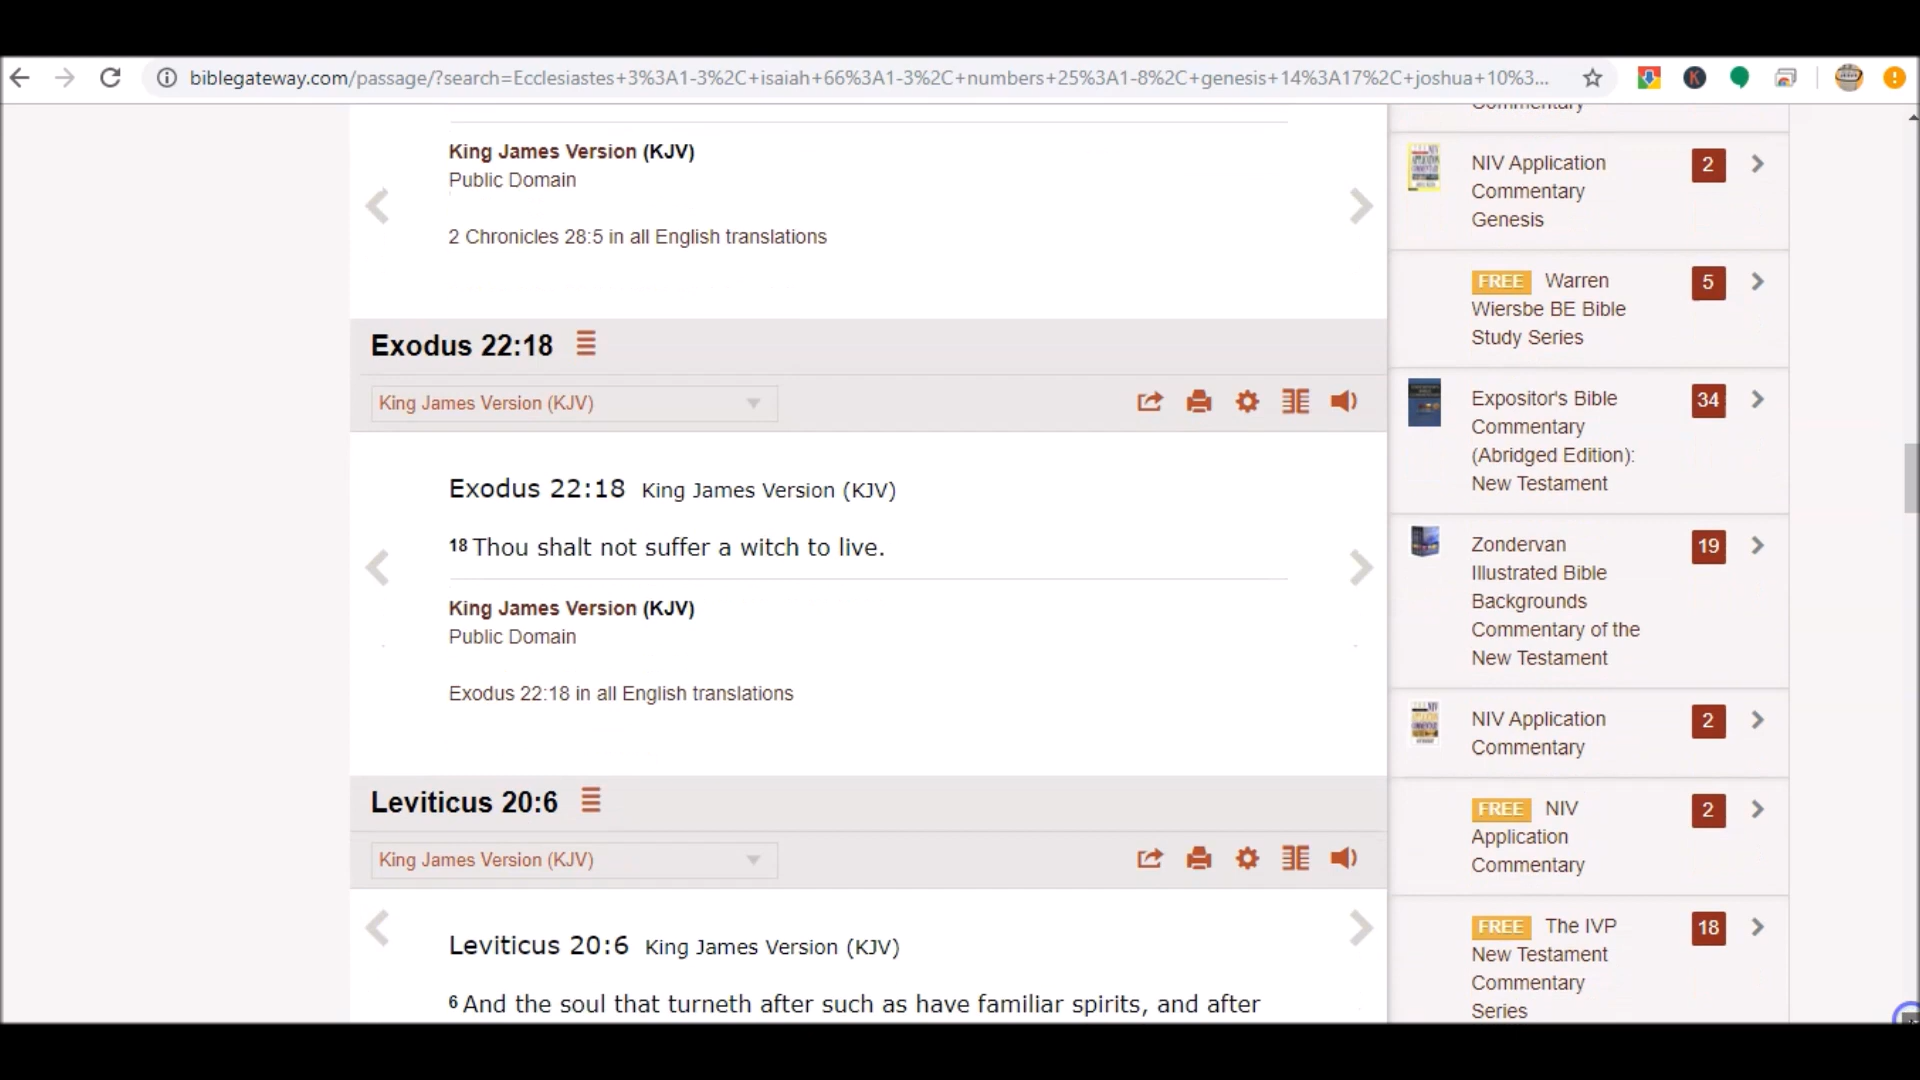 biblegateway.com/passage/?search=Ecclesiastes+3%3A1-3%2C+isaiah+66%3A1-3%2C+numbers+25%3A1-8%2C+genesis+14%3A17%2C+joshua+10%3...
King James Version (KJV)
Public Domain
2 Chronicles 28:5 in all English translations
Exodus 22:18
King James Version (KJV)
Exodus 22:18 King James Version (KJV)
18 Thou shalt not suffer a witch to live.
King James Version (KJV)
Public Domain
Exodus 22:18 in all English translations
Leviticus 20:6
King James Version (KJV)
Leviticus 20:6 King James Version (KJV)
6 And the soul that turneth after such as have familiar spirits, and after
Commentary
NIV Application 2
Commentary
Genesis
FREE Warren 5
Wiersbe BE Bible
Study Series
Expositor's Bible 34
Commentary
(Abridged Edition):
New Testament
Zondervan 19
Illustrated Bible
Backgrounds
Commentary of the
New Testament
NIV Application 2
Commentary
FREE NIV 2
Application
Commentary
FREE The IVP 18
New Testament
Commentary
Series